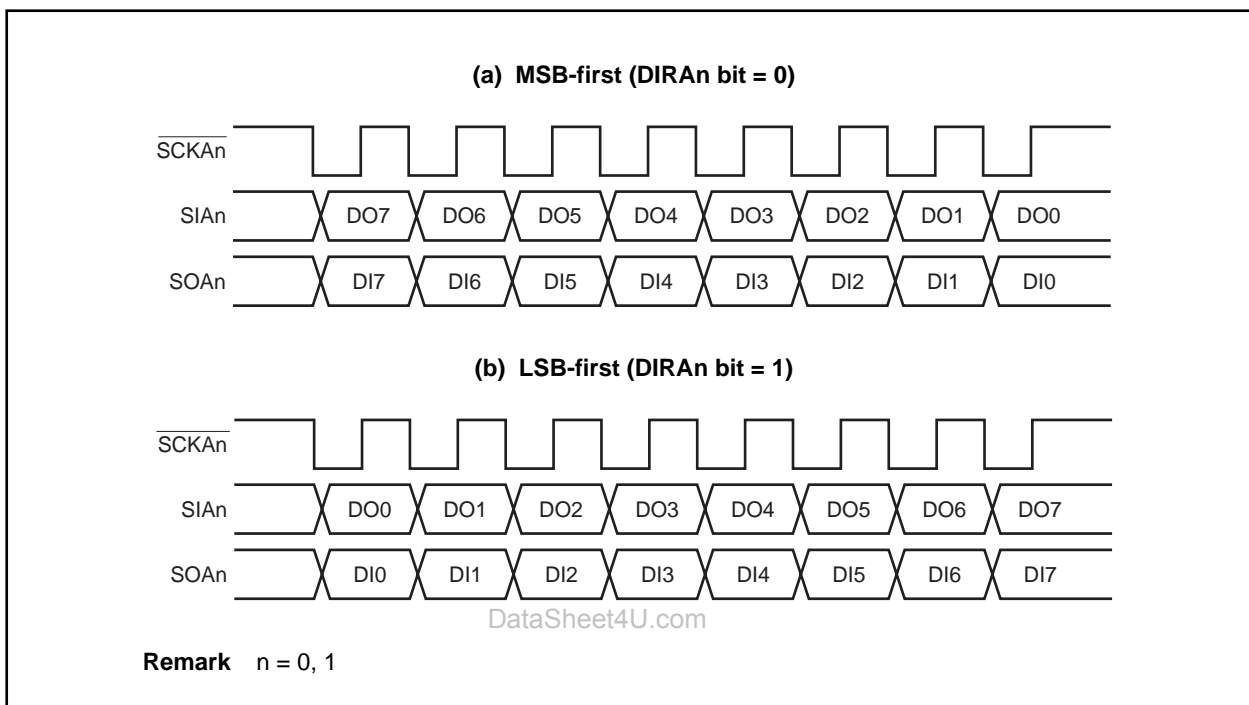 (a) MSB-first (DIRAn bit = 0)
SCKAn
SIAn DO7 DO6 DO5 DO4 DO3 DO2 DO1 DO0
SOAn DI7 DI6 DI5 DI4 DI3 DI2 DI1 DI0
(b) LSB-first (DIRAn bit = 1)
SCKAn
SIAn DO0 DO1 DO2 DO3 DO4 DO5 DO6 DO7
SOAn DI0 DI1 DI2 DI3 DI4 DI5 DI6 DI7
DataSheet4U.com
Remark n = 0, 1